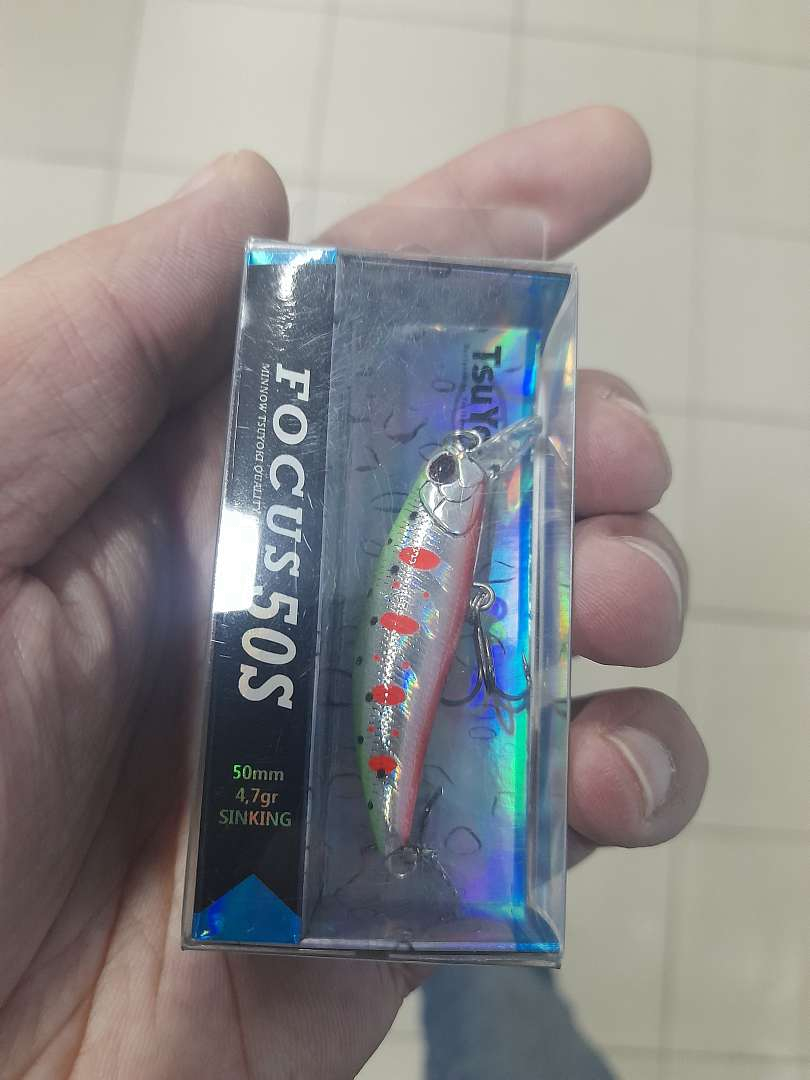 FOCUS 50S
MINNOW TSUYOKI QUALITY
50mm
4,7gr
SINKING
TsuYo